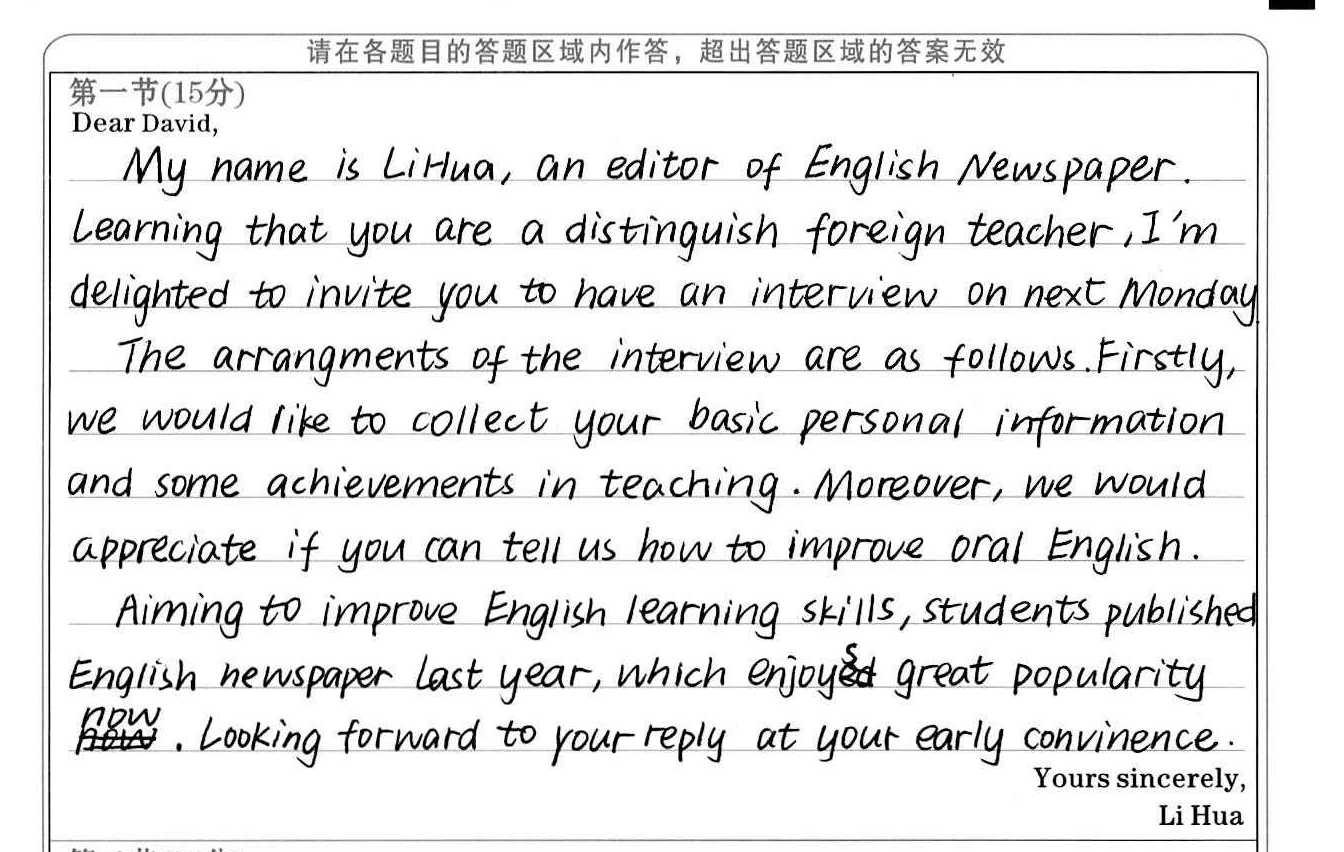 请在各题目的答题区域内作答，超出答题区域的答案无效
第一节(15分)
Dear David,
My name is LiHua, an editor of English Newspaper.
Learning that you are a distinguish foreign teacher, I'm
delighted to invite you to have an interview on next Monday
The arrangments of the interview are as follows. Firstly,
we would like to collect your basic personal information
and some achievements in teaching. Moreover, we would
appreciate if you can tell us how to improve oral English.
Aiming to improve English learning skills, students published
English newspaper last year, which enjoys great popularity
now. Looking forward to your reply at your early convinence.
Yours sincerely,
Li Hua